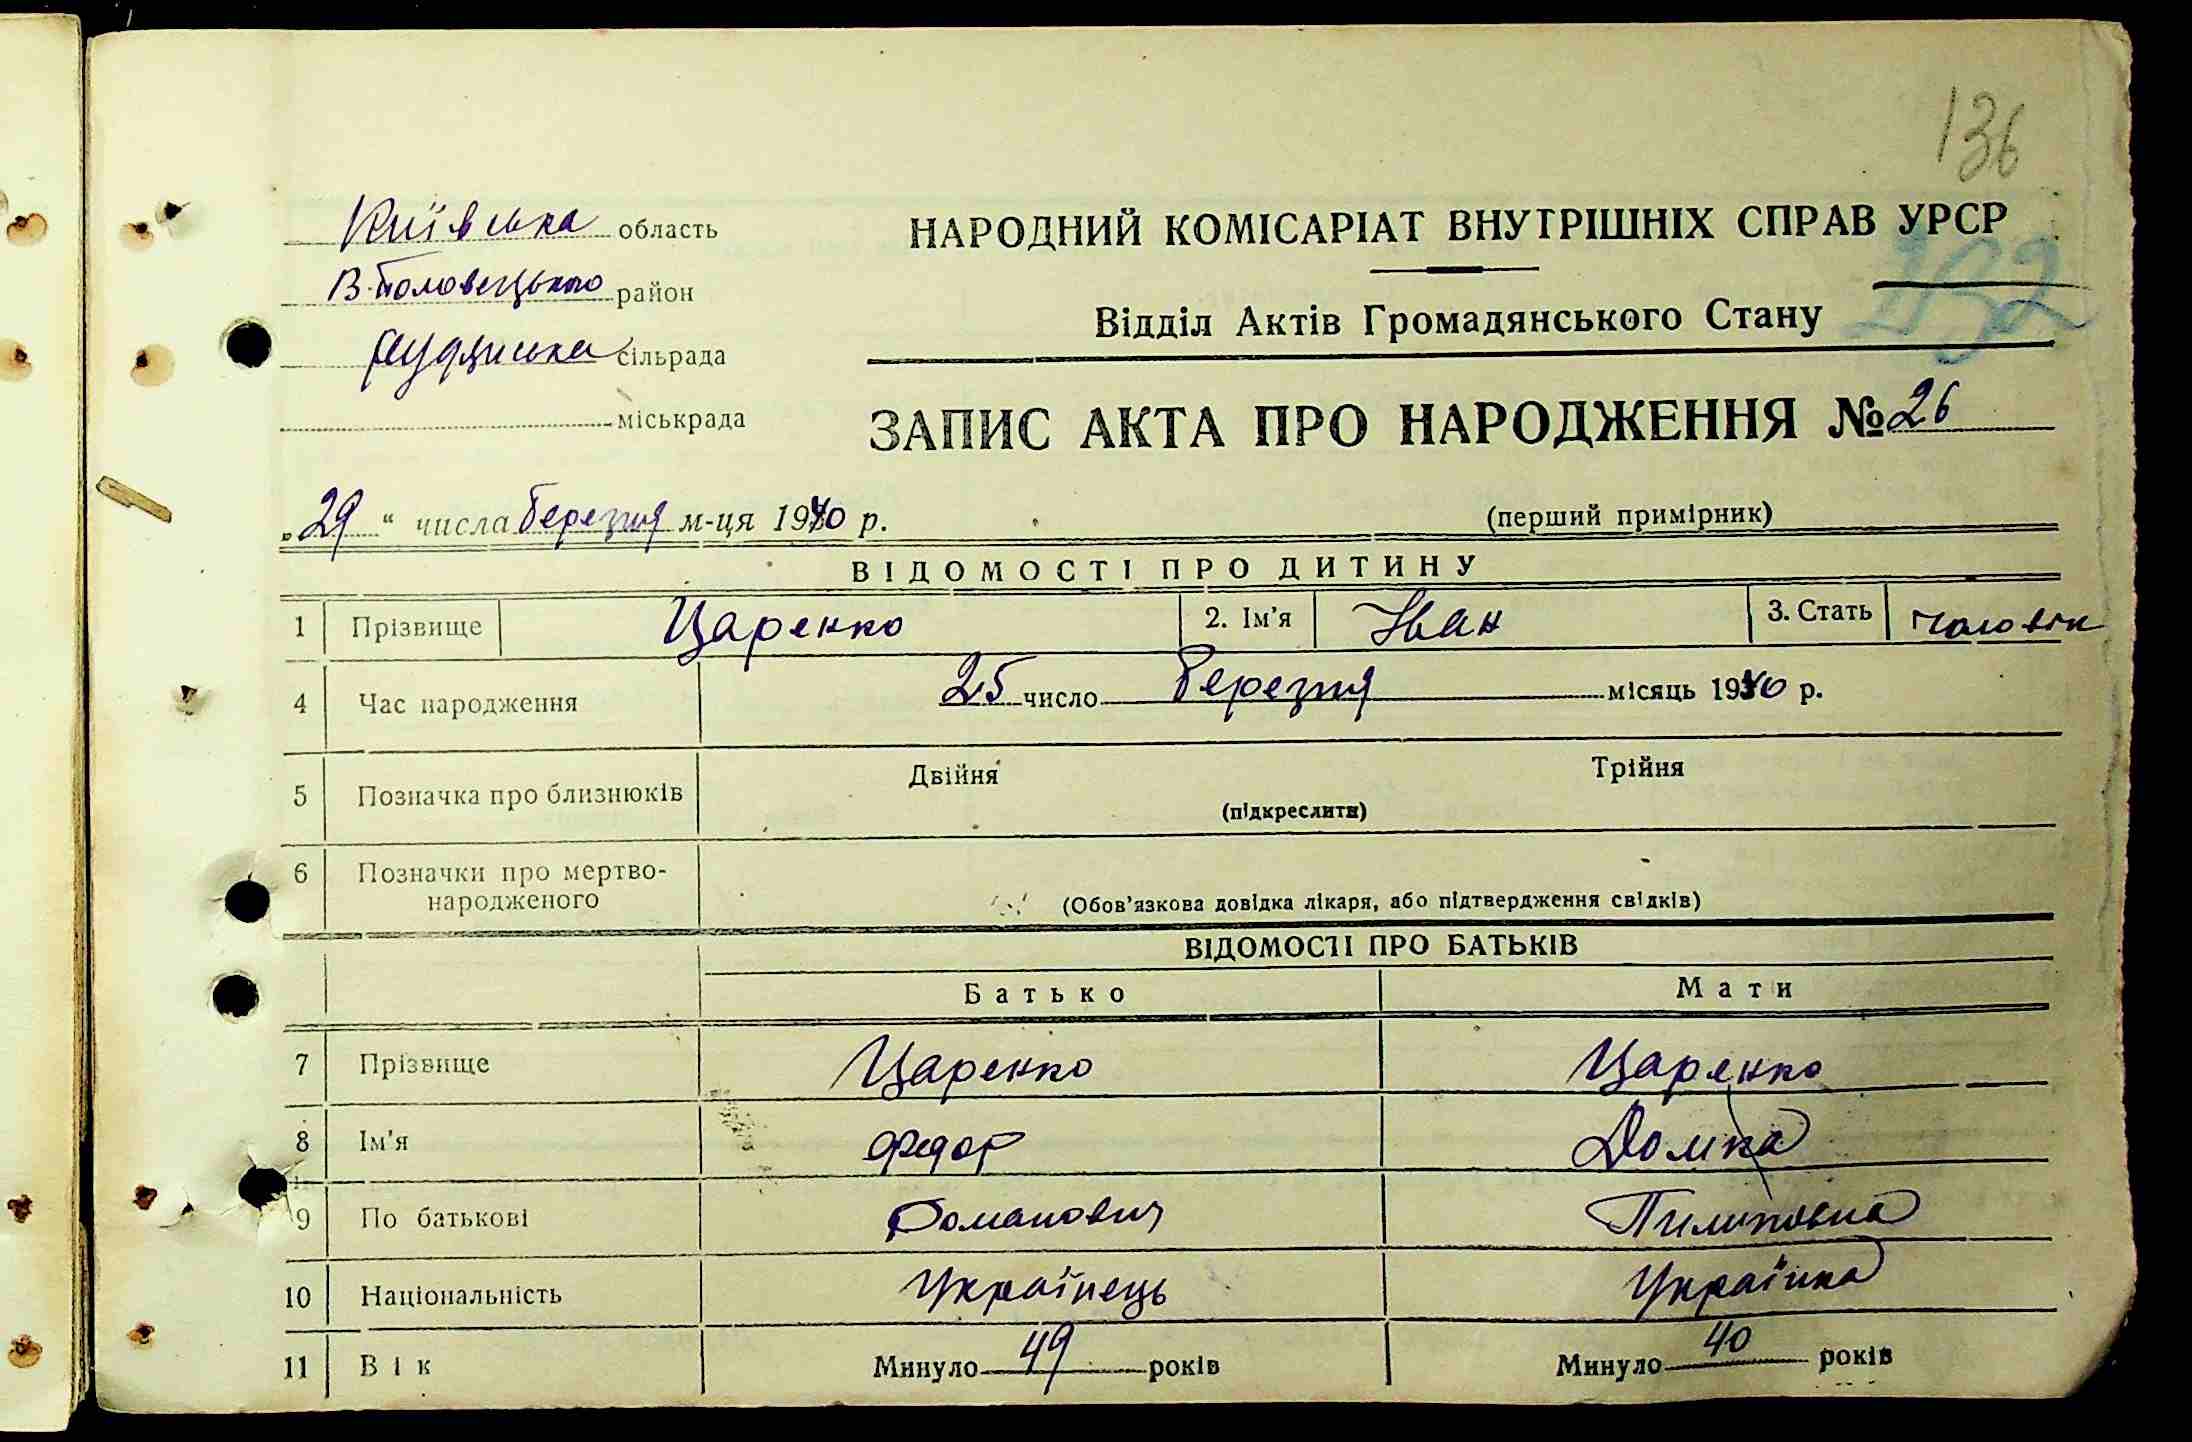 136
Київська область
НАРОДНИЙ КОМІСАРІАТ ВНУТРІШНІХ СПРАВ УРСР
232
В-Половецького район
Відділ Актів Громадянського Стану
сільрада
міськрада
ЗАПИС АКТА ПРО НАРОДЖЕННЯ № 26
„29“ числа березня м-ця 1940 р.
(перший примірник)
ВІДОМОСТІ ПРО ДИТИНУ
1 Прізвище Царенко 2. Ім'я Іван 3. Стать чоловік
4 Час народження 25 число березня місяць 1940 р.
5 Позначка про близнюків Двійня Трійня
(підкреслити)
6 Позначки про мертво-
народженого (Обов'язкова довідка лікаря, або підтвердження свідків)
ВІДОМОСТІ ПРО БАТЬКІВ
Батько Мати
7 Прізвище Царенко Царенко
8 Ім'я Федор Домка
9 По батькові Романович Пилиповна
10 Національність Українець Українка
11 Вік Минуло 49 років Минуло 40 років